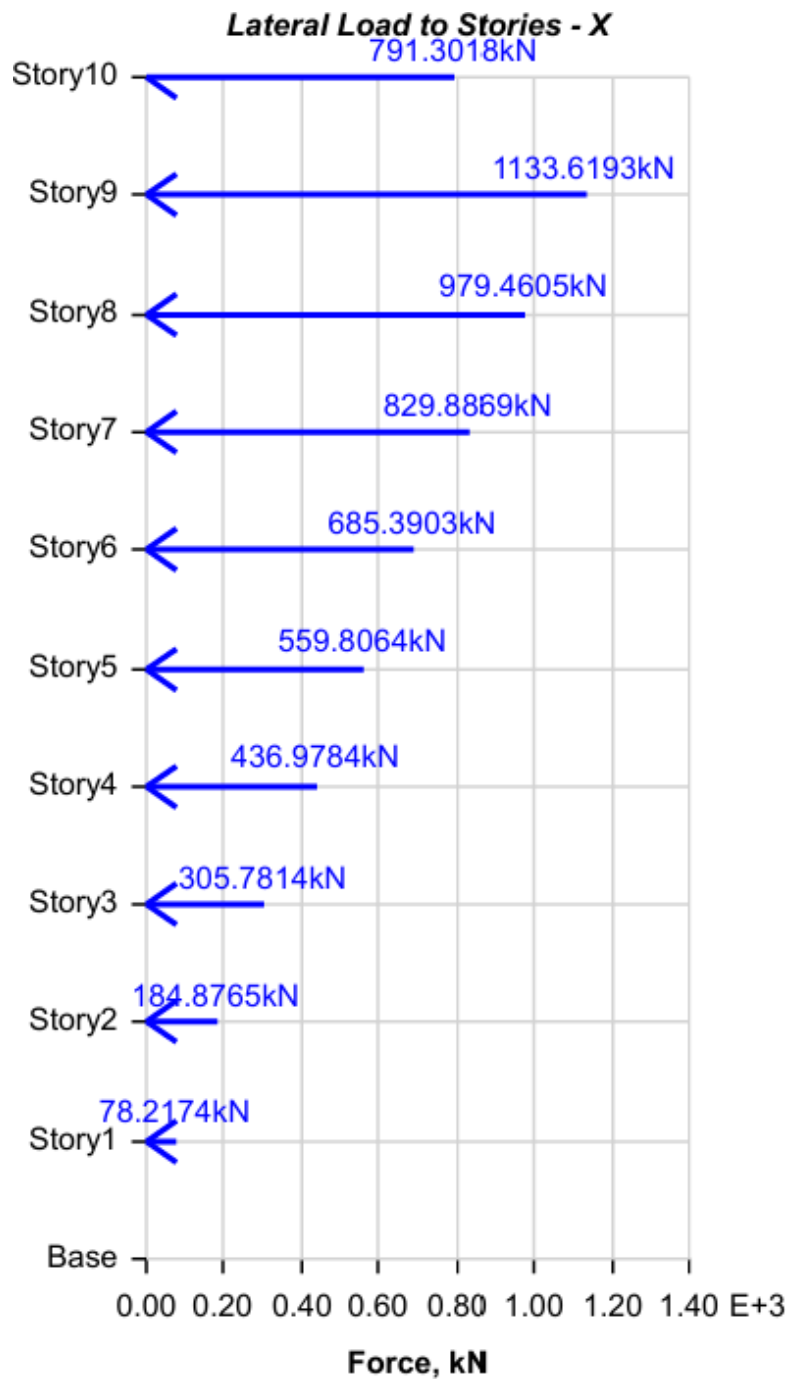 Lateral Load to Stories - X
791.3018kN
Story10
1133.6193kN
Story9
979.4605kN
Story8
829.8869kN
Story7
685.3903kN
Story6
559.8064kN
Story5
436.9784kN
Story4
305.7814kN
Story3
184.8765kN
Story2
78.2174kN
Story1
Base
0.00 0.20 0.40 0.60 0.80 1.00 1.20 1.40 E+3
Force, kN